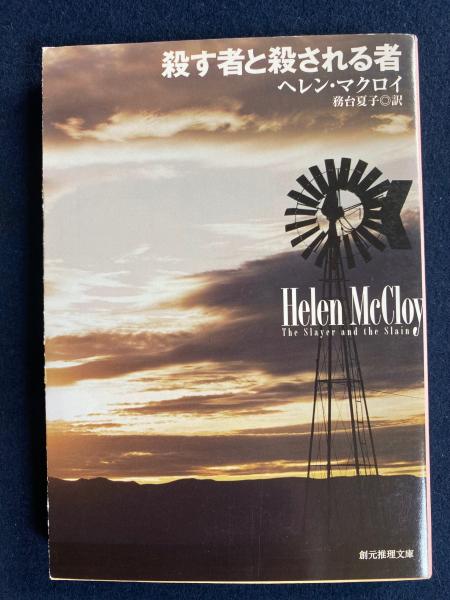 殺す者と殺される者
ヘレン・マクロイ
務台夏子◎訳
Helen McCloy
The Slayer and the Slain
創元推理文庫